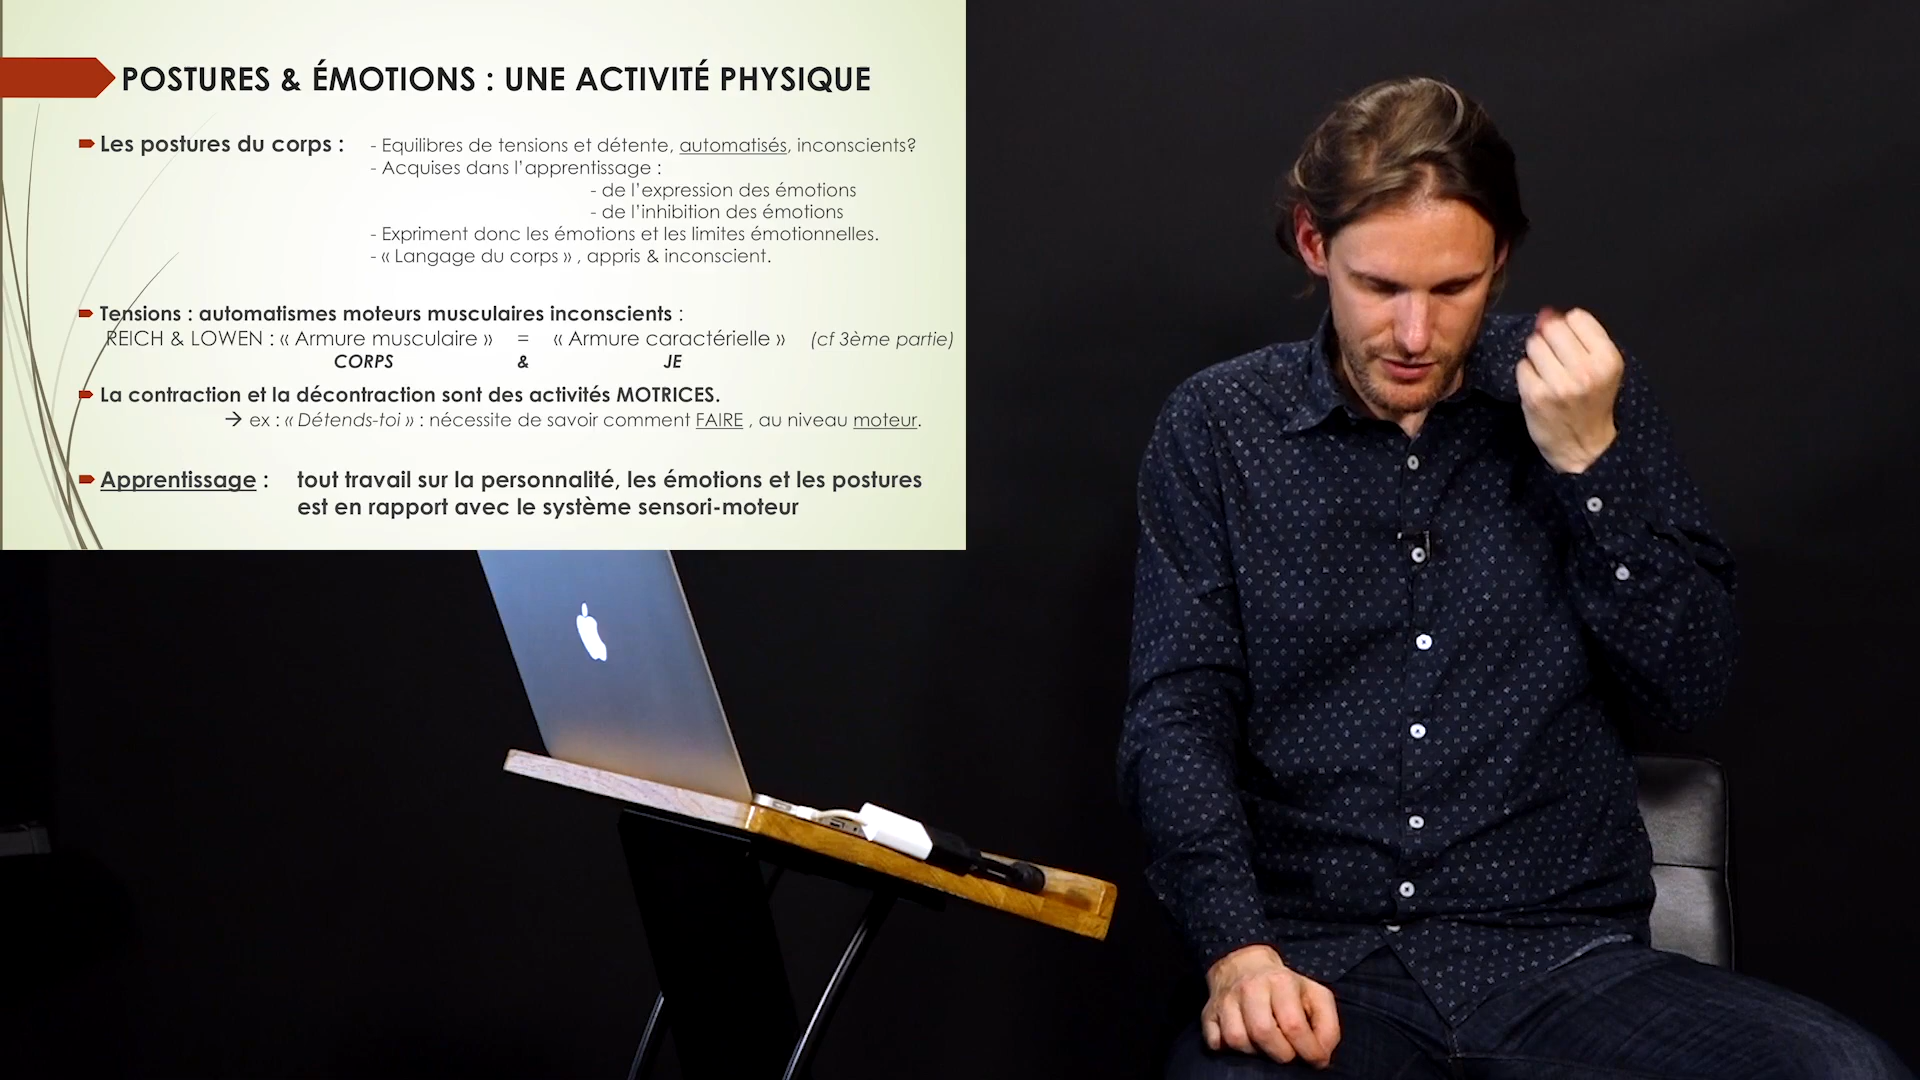 POSTURES & ÉMOTIONS : UNE ACTIVITÉ PHYSIQUE
Les postures du corps : - Equilibres de tensions et détente, automatisés, inconscients?
- Acquises dans l'apprentissage :
- de l'expression des émotions
- de l'inhibition des émotions
- Expriment donc les émotions et les limites émotionnelles.
- « Langage du corps » , appris & inconscient.
Tensions : automatismes moteurs musculaires inconscients :
REICH & LOWEN : « Armure musculaire » = « Armure caractérielle » (cf 3ème partie)
CORPS & JE
La contraction et la décontraction sont des activités MOTRICES.
→ ex : « Détends-toi » : nécessite de savoir comment FAIRE , au niveau moteur.
Apprentissage : tout travail sur la personnalité, les émotions et les postures
est en rapport avec le système sensori-moteur